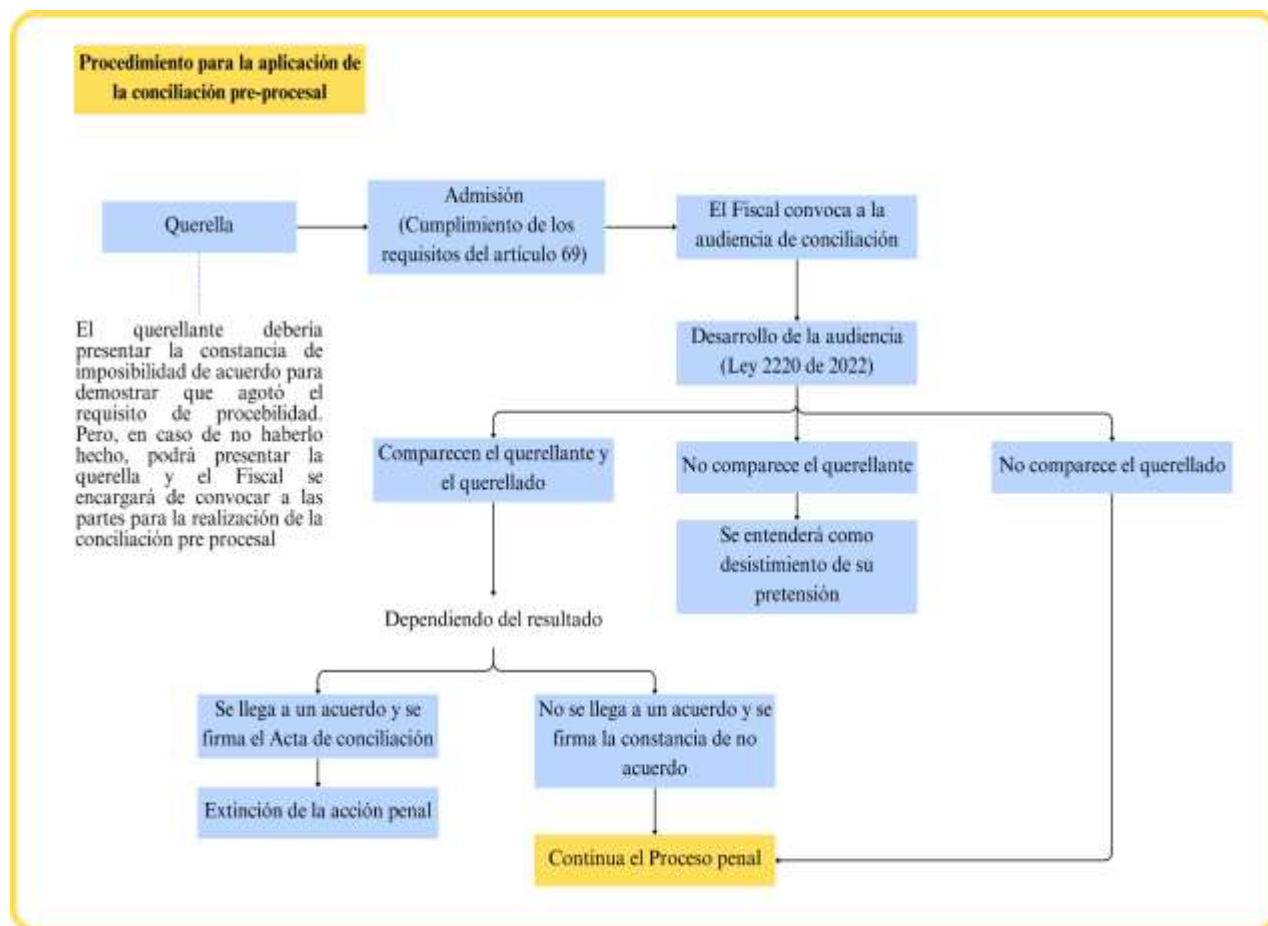 Procedimiento para la aplicación de
la conciliación pre-procesal
Querella
Admisión
(Cumplimiento de los
requisitos del artículo 69)
El Fiscal convoca a la
audiencia de conciliación
El querellante debería
presentar la constancia de
imposibilidad de acuerdo para
demostrar que agotó el
requisito de procebilidad.
Pero, en caso de no haberlo
hecho, podrá presentar la
querella y el Fiscal se
encargará de convocar a las
partes para la realización de la
conciliación pre procesal
Desarrollo de la audiencia
(Ley 2220 de 2022)
Comparecen el querellante y
el querellado
No comparece el querellante
No comparece el querellado
Se entenderá como
desistimiento de su
pretensión
Dependiendo del resultado
Se llega a un acuerdo y se
firma el Acta de conciliación
No se llega a un acuerdo y se
firma la constancia de no
acuerdo
Extinción de la acción penal
Continua el Proceso penal